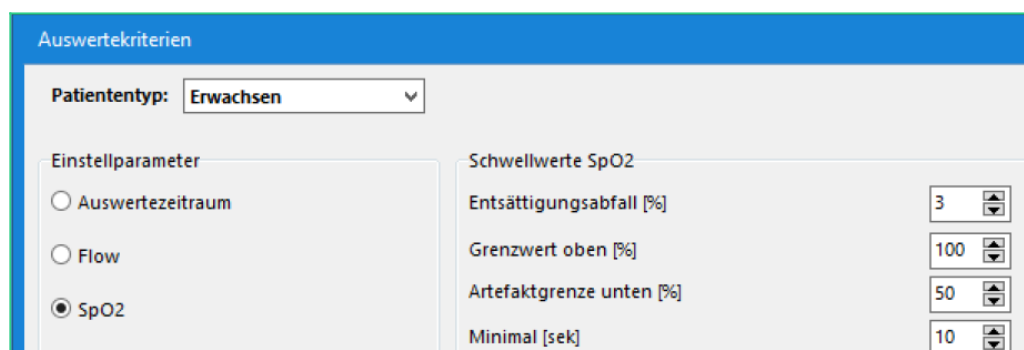 Auswertekriterien
Patiententyp: Erwachsen
Einstellparameter
Auswertezeitraum
Flow
SpO2
Schwellwerte SpO2
Entsättigungsabfall [%] 3
Grenzwert oben [%] 100
Artefaktgrenze unten [%] 50
Minimal [sek] 10